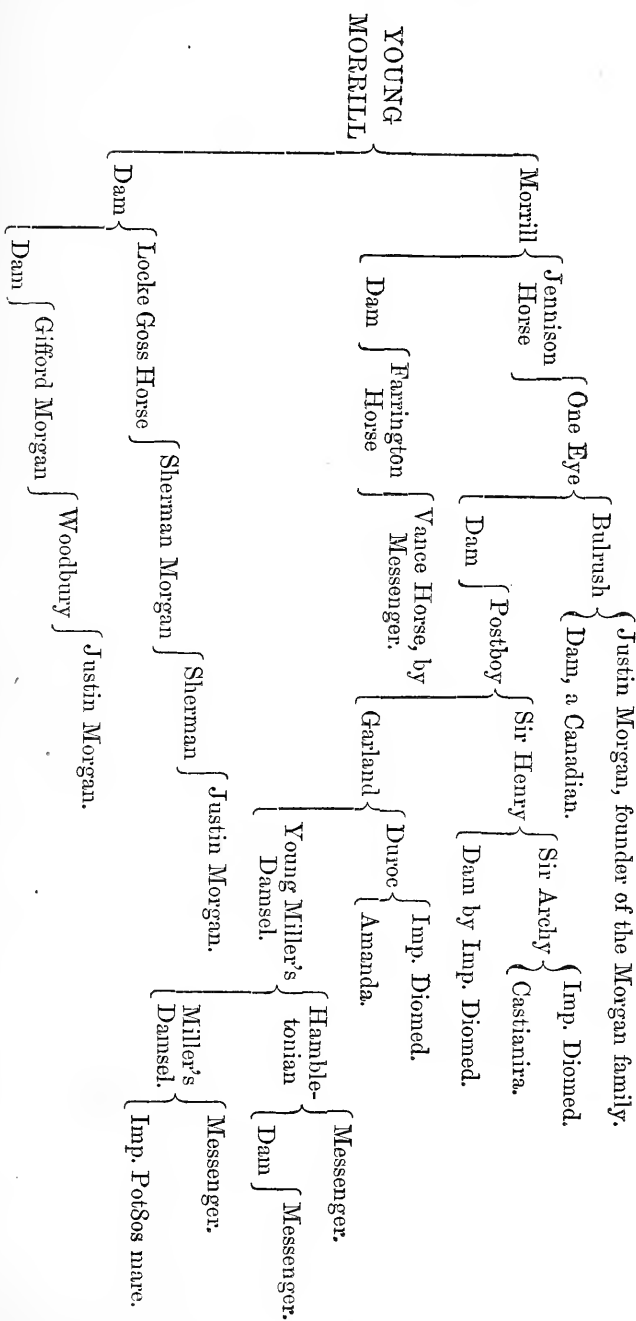 YOUNG
MORRILL
Morrill
Jennison
Horse
One Eye
Bulrush
Justin Morgan, founder of the Morgan family.
Dam, a Canadian.
Dam
Postboy
Sir Henry
Sir Archy
Imp. Diomed.
Castianira.
Dam by Imp. Diomed.
Garland
Duroc
Imp. Diomed.
Amanda.
Young Miller's
Damsel.
Hamble-
tonian
Messenger.
Dam
Messenger.
Miller's
Damsel.
Messenger.
Imp. Pot8os mare.
Dam
Farrington
Horse
Vance Horse, by
Messenger.
Dam
Locke Goss Horse
Sherman Morgan
Sherman
Justin Morgan.
Dam
Gifford Morgan
Woodbury
Justin Morgan.